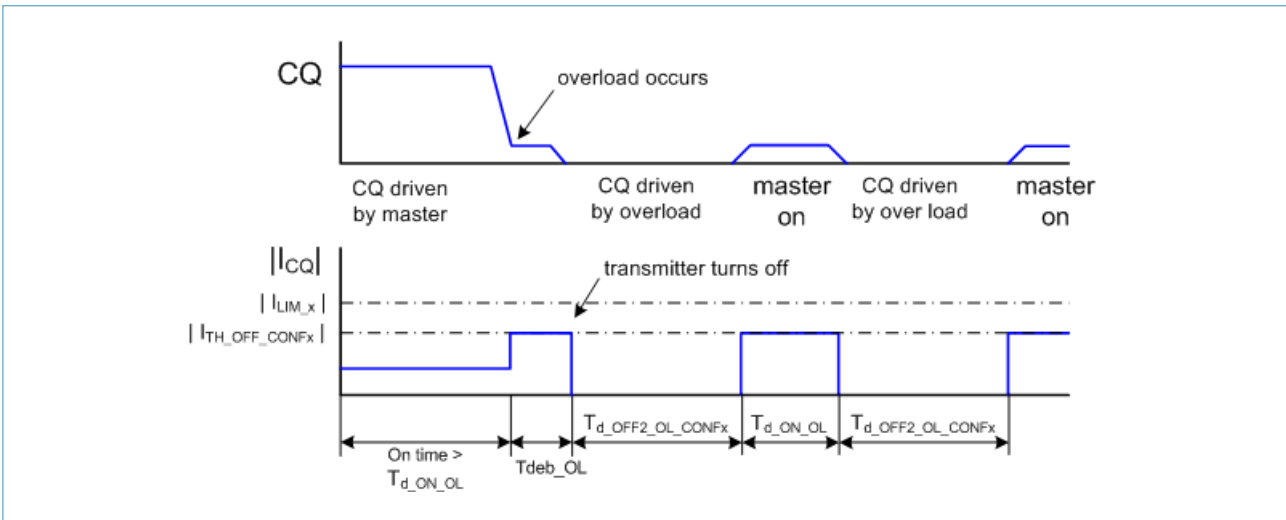 CQ
overload occurs
CQ driven
by master
CQ driven
by overload
master
on
CQ driven
by over load
master
on
|I_CQ|
transmitter turns off
| I_LIM_x |
| I_TH_OFF_CONFx |
On time >
T_d_ON_OL
Tdeb_OL
T_d_OFF2_OL_CONFx
T_d_ON_OL
T_d_OFF2_OL_CONFx